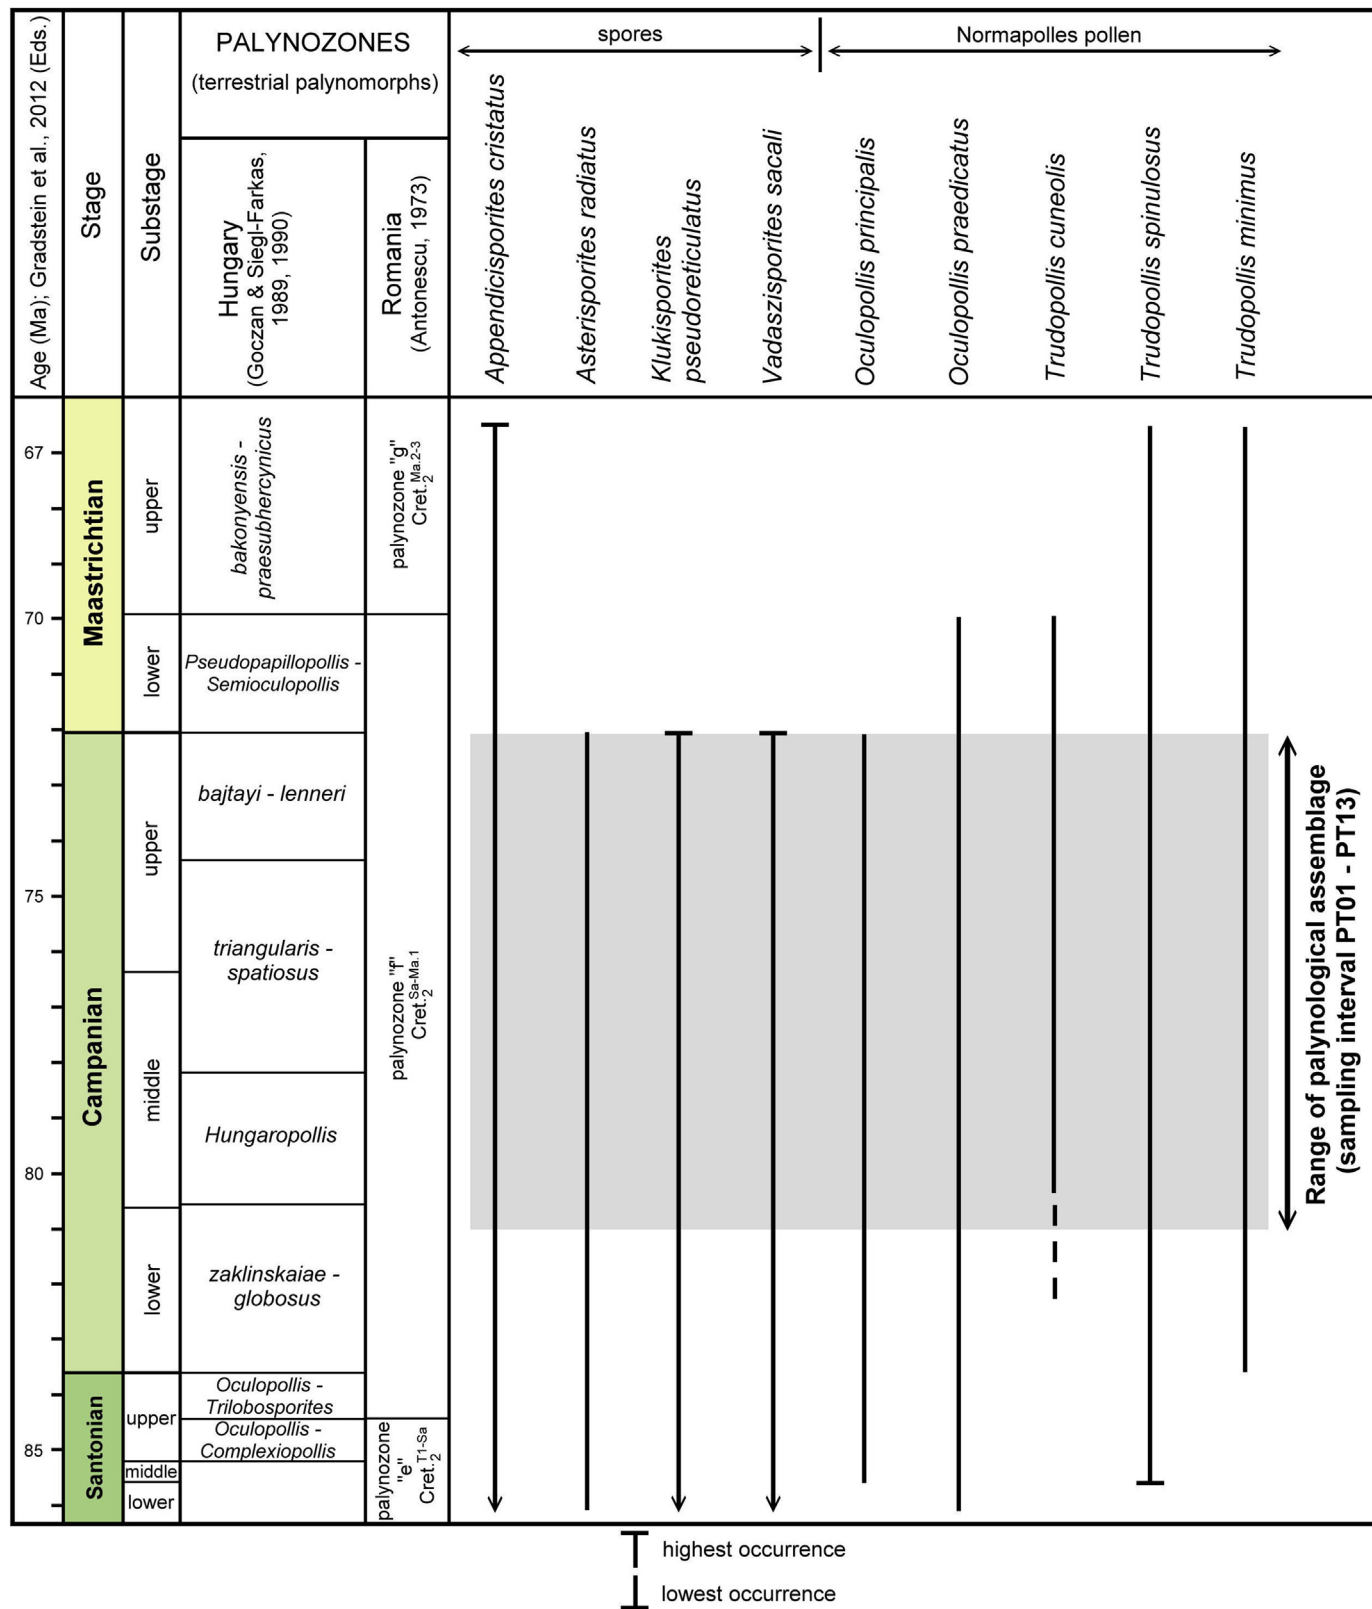 Age (Ma); Gradstein et al., 2012 (Eds.)
Stage
Substage
PALYNOZONES
(terrestrial palynomorphs)
Hungary
(Goczan & Siegl-Farkas,
1989, 1990)
Romania
(Antonescu, 1973)
spores
Normapolles pollen
Appendicisporites cristatus
Asterisporites radiatus
Klukisporites
pseudoreticulatus
Vadaszisporites sacali
Oculopollis principalis
Oculopollis praedicatus
Trudopollis cuneolis
Trudopollis spinulosus
Trudopollis minimus
67
70
75
80
85
Maastrichtian
Campanian
Santonian
upper
lower
upper
middle
lower
upper
middle
lower
bakonyensis -
praesubhercynicus
Pseudopapillopollis -
Semioculopollis
bajtayi - lenneri
triangularis -
spatiosus
Hungaropollis
zaklinskaiae -
globosus
Oculopollis -
Trilobosporites
Oculopollis -
Complexiopollis
palynozone "g"
Cret.2 Ma.2-3
palynozone "f"
Cret.2 Sa-Ma.1
palynozone
"e"
Cret.2 T1-Sa
Range of palynological assemblage
(sampling interval PT01 - PT13)
highest occurrence
lowest occurrence